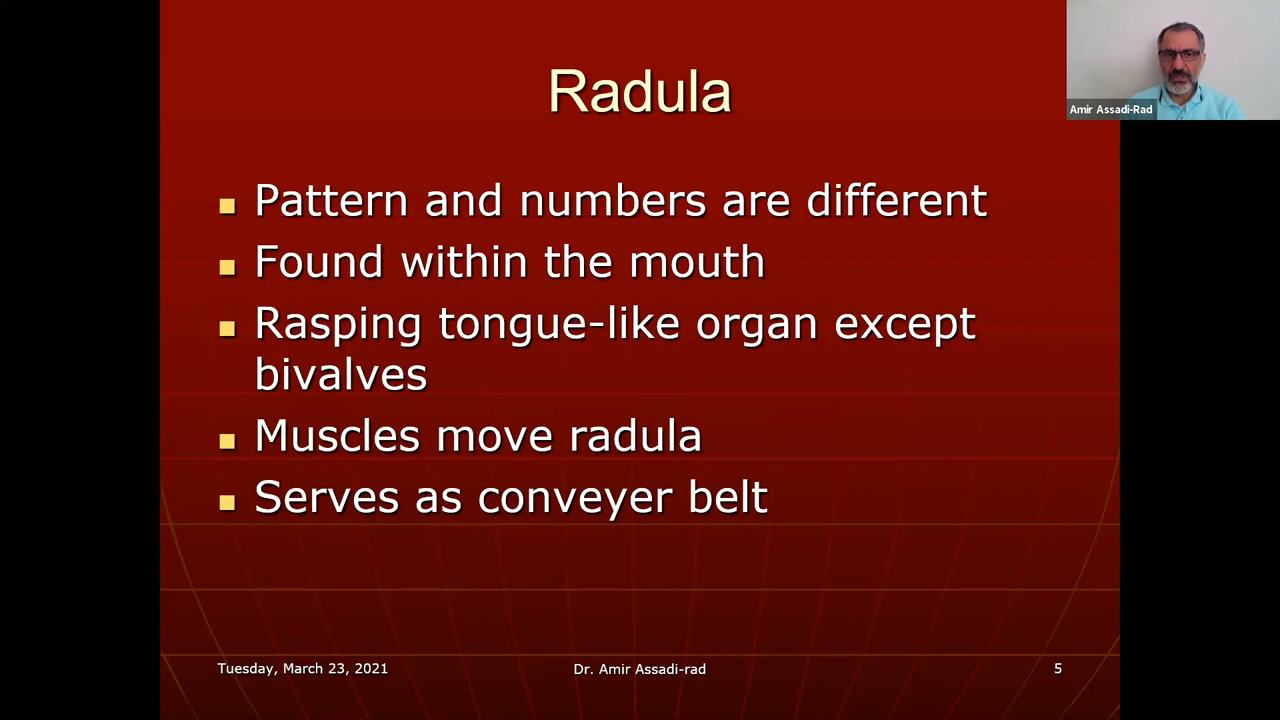 Radula
Amir Assadi-Rad
Pattern and numbers are different
Found within the mouth
Rasping tongue-like organ except
bivalves
Muscles move radula
Serves as conveyer belt
Tuesday, March 23, 2021
Dr. Amir Assadi-rad
5